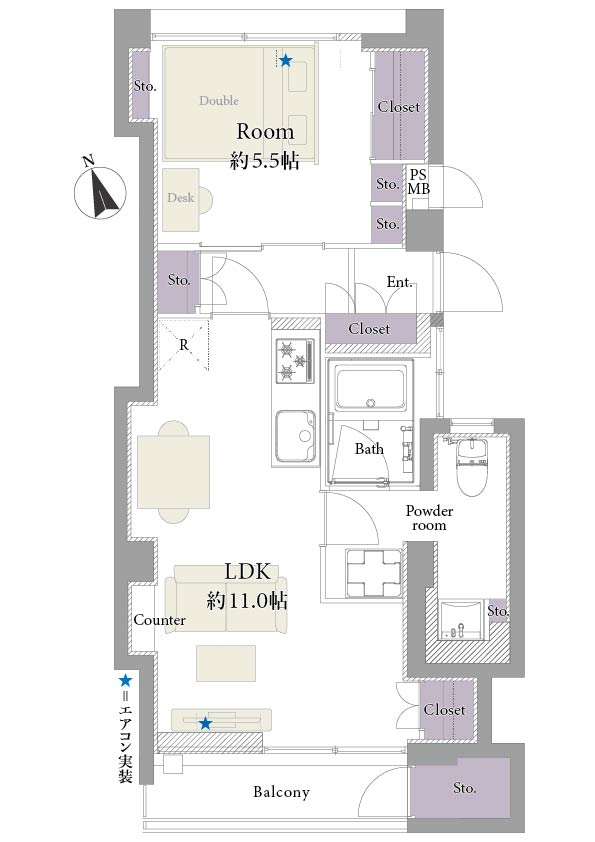 Sto.
Double
Closet
Room
約5.5帖
N
Desk
Sto.
PS
MB
Sto.
Sto.
Ent.
Closet
R
Bath
Powder
room
LDK
約11.0帖
Counter
Sto.
★=エアコン実装
Closet
Balcony
Sto.